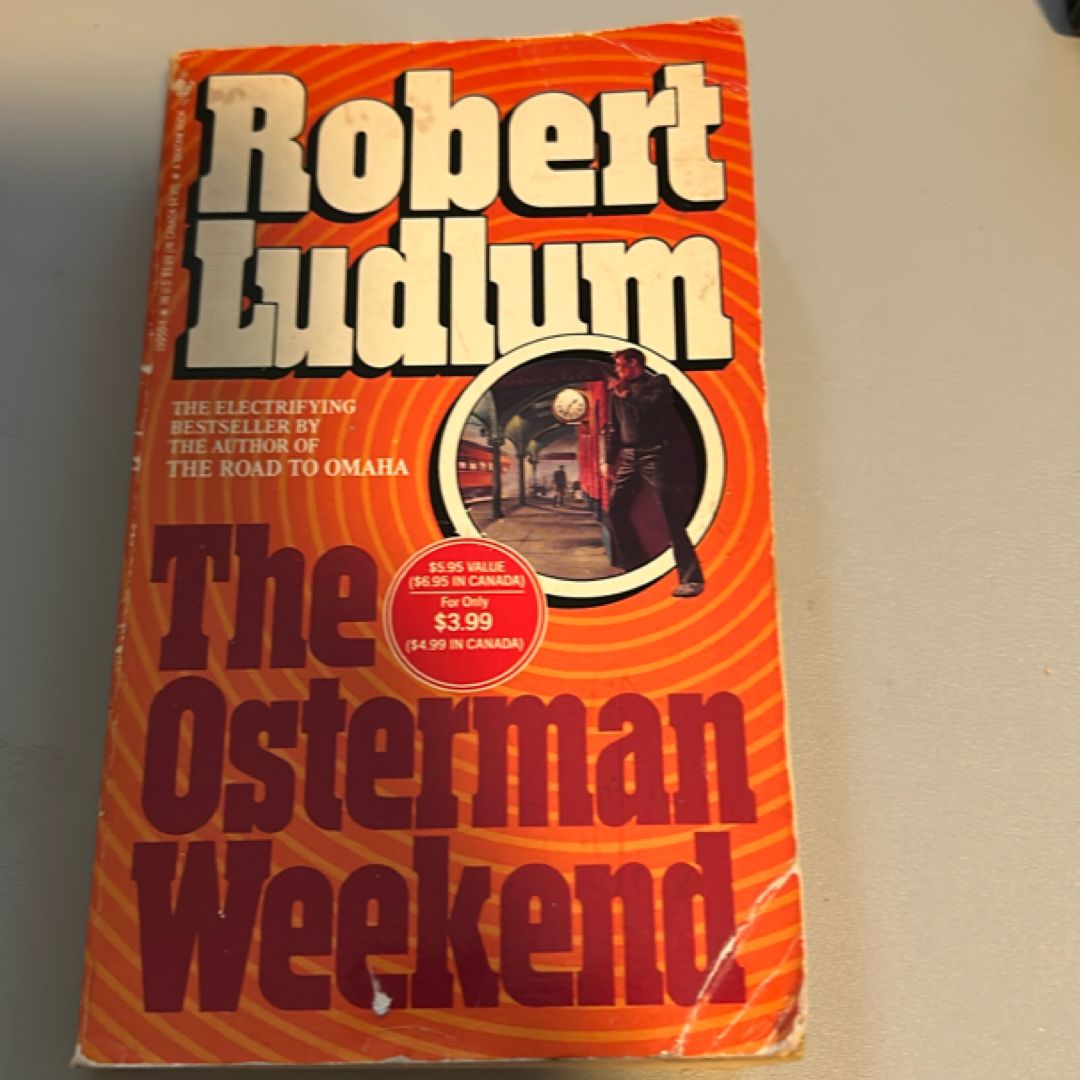 Robert
Ludlum
THE ELECTRIFYING
BESTSELLER BY
THE AUTHOR OF
THE ROAD TO OMAHA
The
$5.95 VALUE
($6.95 IN CANADA)
For Only
$3.99
($4.99 IN CANADA)
Osterman
Weekend